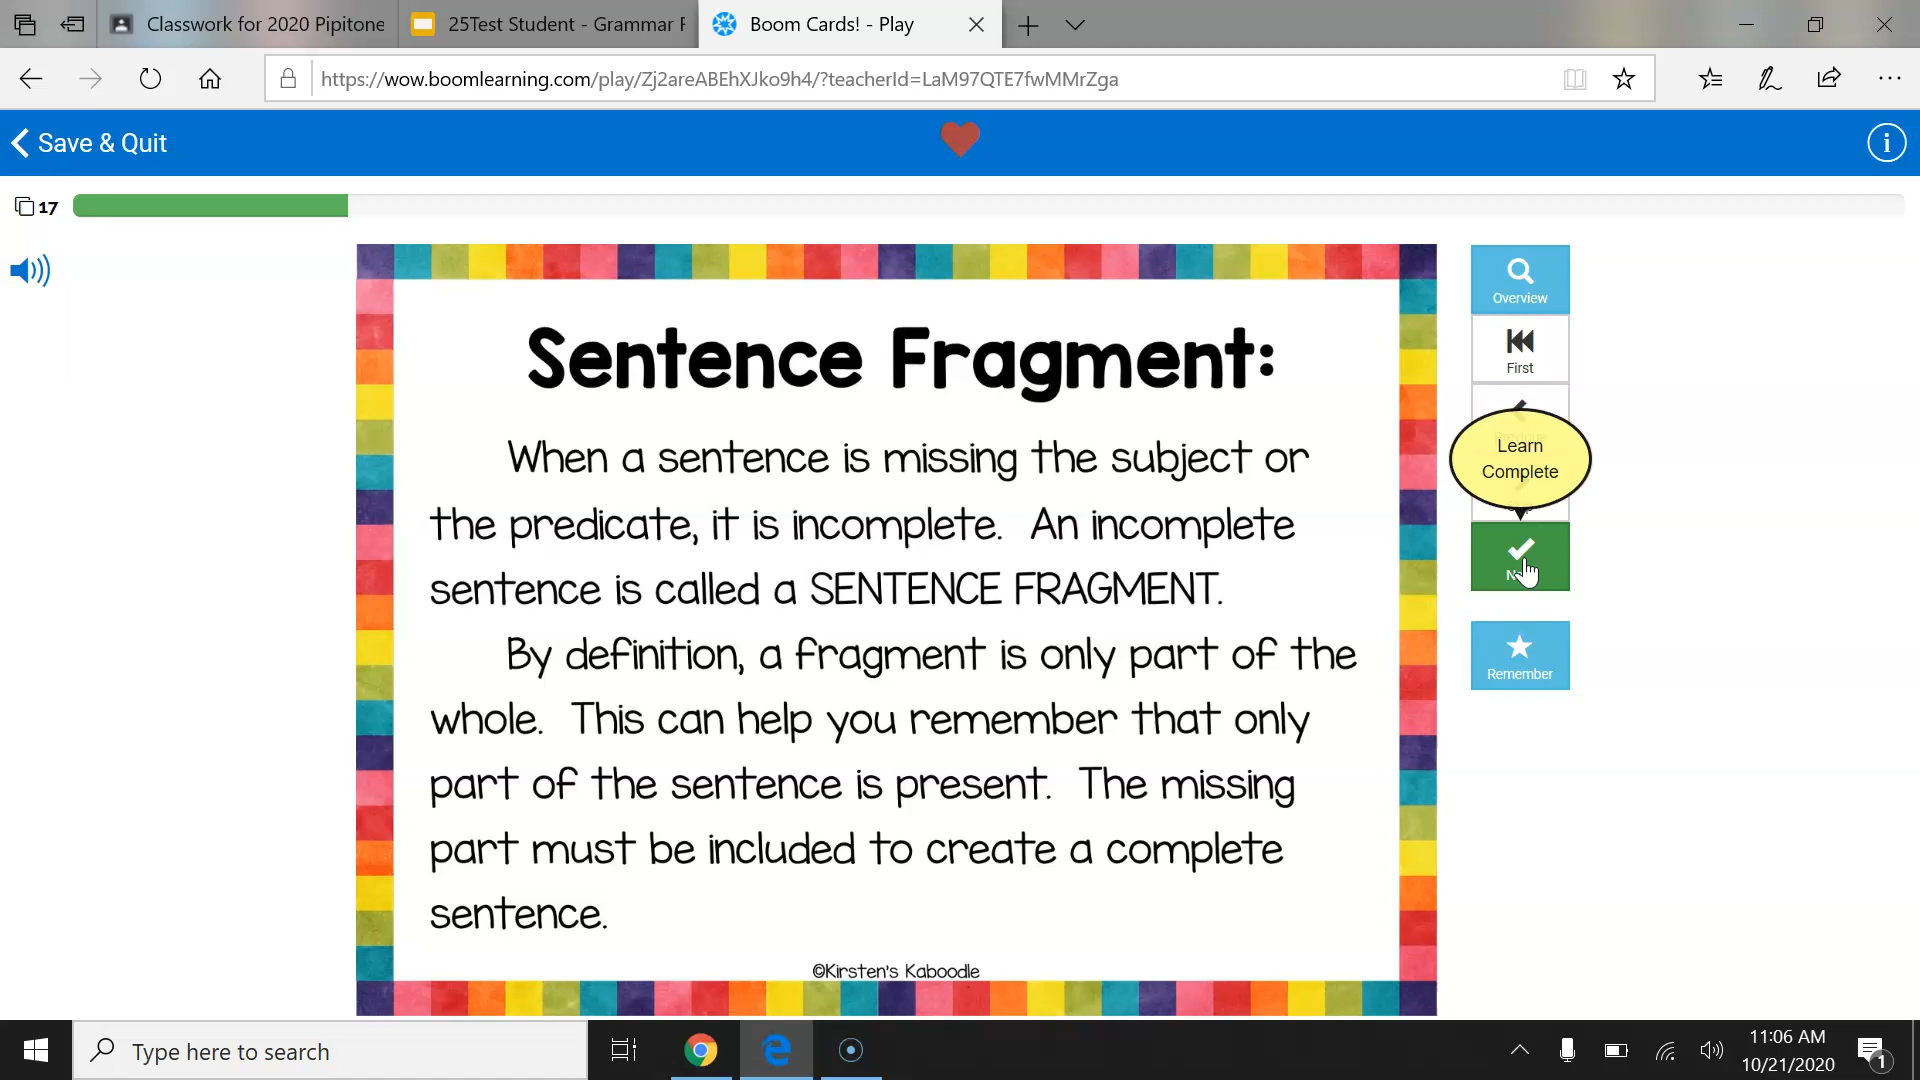 Classwork for 2020 Pipitone
25Test Student - Grammar F
Boom Cards! - Play
https://wow.boomlearning.com/play/Zj2areABEhXJko9h4/?teacherId=LaM97QTE7fwMMrZga
Save & Quit
17
Sentence Fragment:
When a sentence is missing the subject or
the predicate, it is incomplete. An incomplete
sentence is called a SENTENCE FRAGMENT.
By definition, a fragment is only part of the
whole. This can help you remember that only
part of the sentence is present. The missing
part must be included to create a complete
sentence.
©Kirsten's Kaboodle
Overview
First
Learn
Complete
Remember
Type here to search
11:06 AM
10/21/2020
1